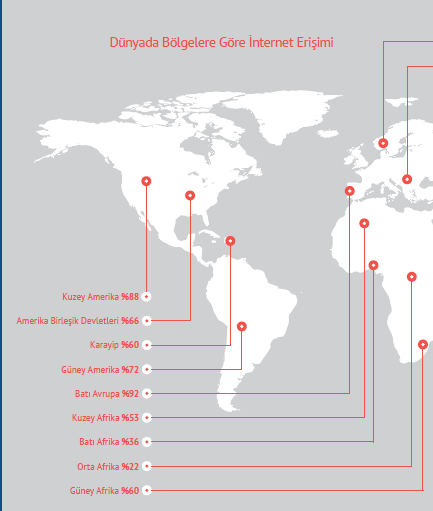 Dünyada Bölgelere Göre İnternet Erişimi
Kuzey Amerika %88
Amerika Birleşik Devletleri %66
Karayip %60
Güney Amerika %72
Batı Avrupa %92
Kuzey Afrika %53
Batı Afrika %36
Orta Afrika %22
Güney Afrika %60